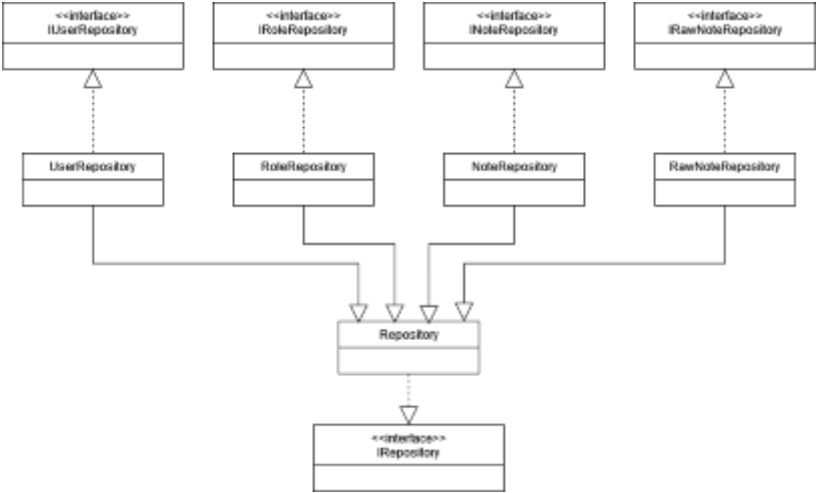 <<interface>>
IUserRepository
<<interface>>
IRoleRepository
<<interface>>
INoteRepository
<<interface>>
IRawNoteRepository
UserRepository
RoleRepository
NoteRepository
RawNoteRepository
Repository
<<interface>>
IRepository